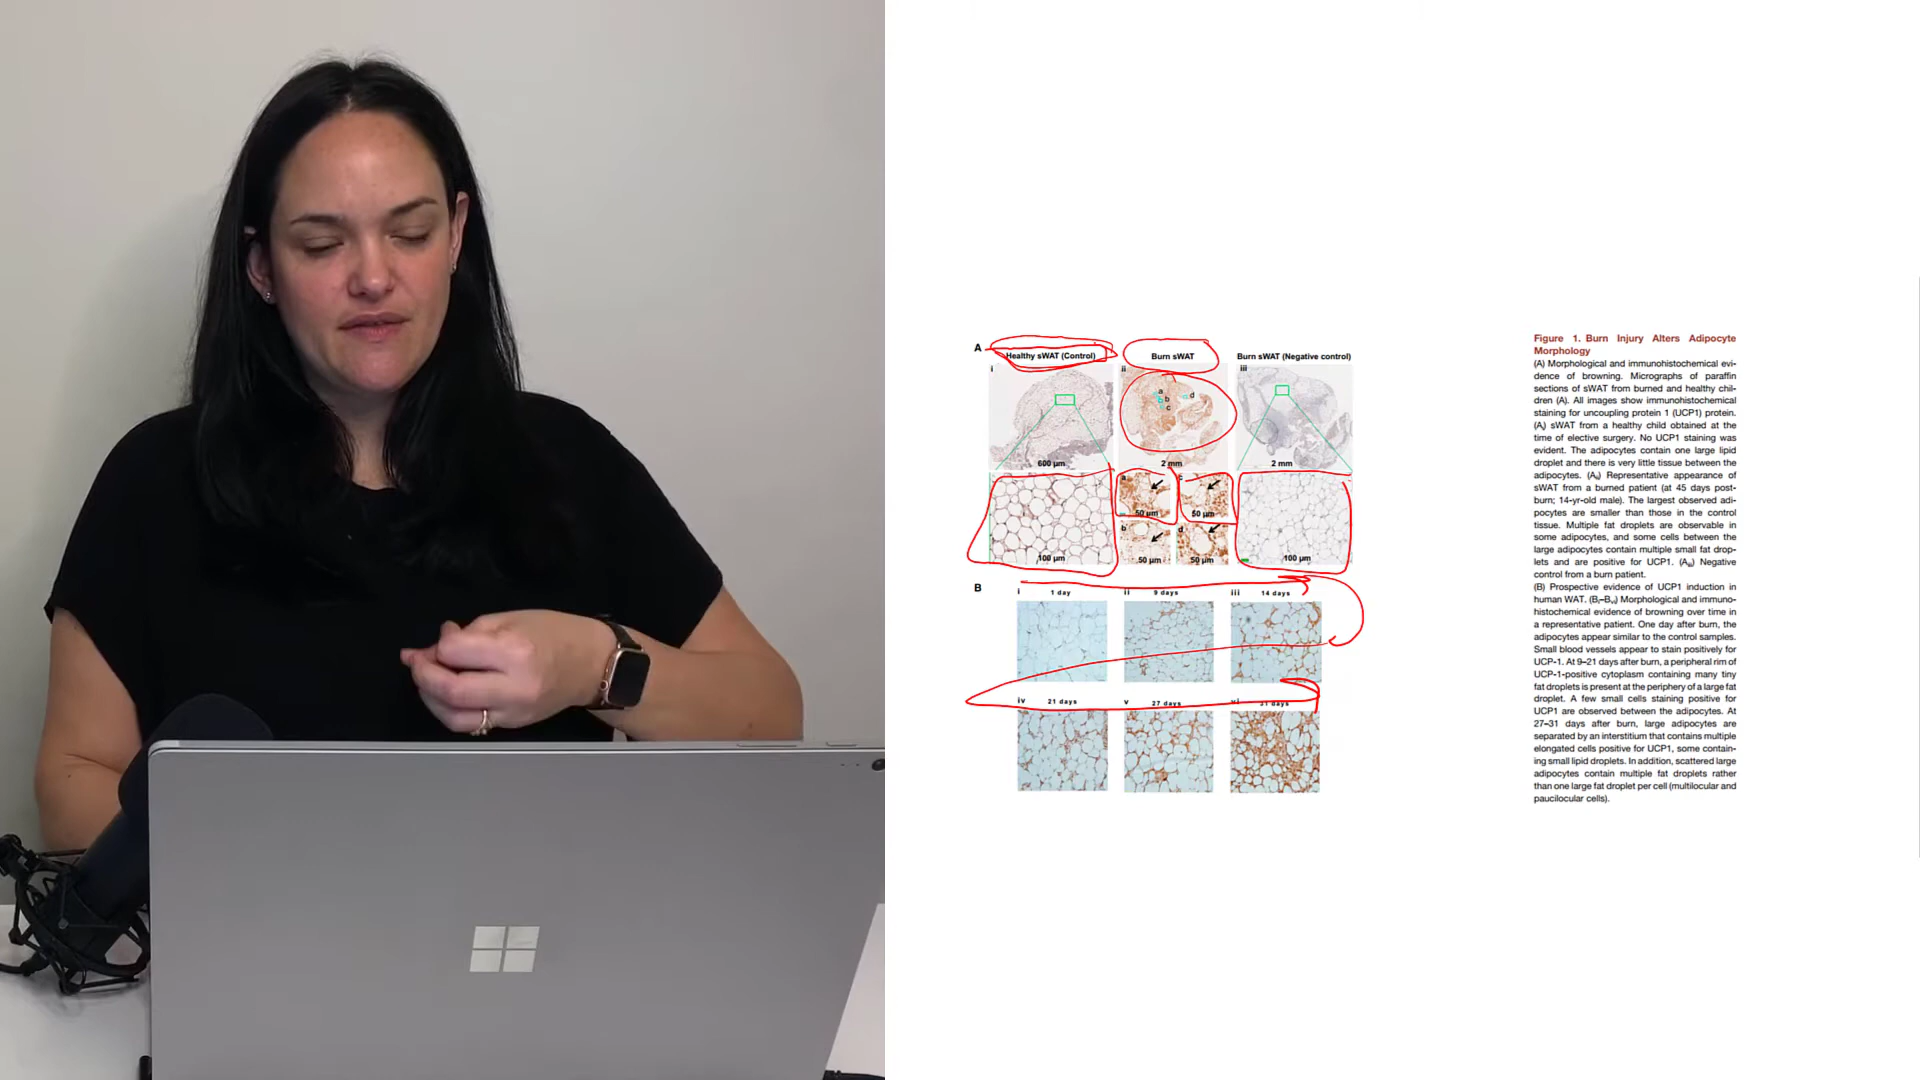 A
Healthy sWAT (Control)
Burn sWAT
Burn sWAT (Negative control)
i
ii
iii
a
b
b
c
d
600 µm
2 mm
2 mm
a
c
50 µm
50 µm
b
d
100 µm
50 µm
50 µm
100 µm
B
i
1 day
ii
9 days
iii
14 days
iv
21 days
v
27 days
vi
31 days
Figure 1. Burn Injury Alters Adipocyte
Morphology
(A) Morphological and immunohistochemical evi-
dence of browning. Micrographs of paraffin
sections of sWAT from burned and healthy chil-
dren (A). All images show immunohistochemical
staining for uncoupling protein 1 (UCP1) protein.
(Ai) sWAT from a healthy child obtained at the
time of elective surgery. No UCP1 staining was
evident. The adipocytes contain one large lipid
droplet and there is very little tissue between the
adipocytes. (Aii) Representative appearance of
sWAT from a burned patient (at 45 days post-
burn; 14-yr-old male). The largest observed adi-
pocytes are smaller than those in the control
tissue. Multiple fat droplets are observable in
some adipocytes, and some cells between the
large adipocytes contain multiple small fat drop-
lets and are positive for UCP1. (Aiii) Negative
control from a burn patient.
(B) Prospective evidence of UCP1 induction in
human WAT. (Bi–Bvi) Morphological and immuno-
histochemical evidence of browning over time in
a representative patient. One day after burn, the
adipocytes appear similar to the control samples.
Small blood vessels appear to stain positively for
UCP-1. At 9–21 days after burn, a peripheral rim of
UCP-1-positive cytoplasm containing many tiny
fat droplets is present at the periphery of a large fat
droplet. A few small cells staining positive for
UCP1 are observed between the adipocytes. At
27–31 days after burn, large adipocytes are
separated by an interstitium that contains multiple
elongated cells positive for UCP1, some contain-
ing small lipid droplets. In addition, scattered large
adipocytes contain multiple fat droplets rather
than one large fat droplet per cell (multilocular and
paucilocular cells).